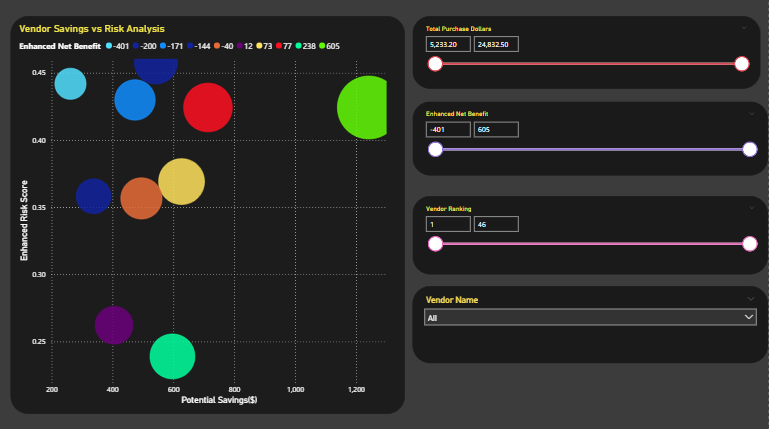 Vendor Savings vs Risk Analysis
Enhanced Net Benefit -401 -200 -171 -144 -40 12 73 77 238 605
Enhanced Risk Score
0.45
0.40
0.35
0.30
0.25
200 400 600 800 1,000 1,200
Potential Savings($)
Total Purchase Dollars
5,233.20 24,832.50
Enhanced Net Benefit
-401 605
Vendor Ranking
1 46
Vendor Name
All